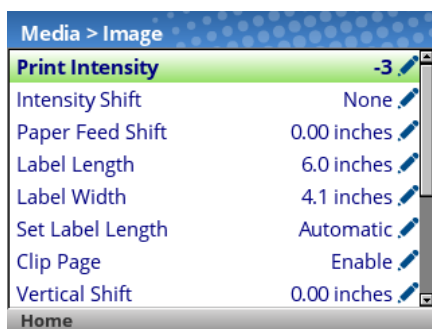 Media > Image
Print Intensity -3
Intensity Shift None
Paper Feed Shift 0.00 inches
Label Length 6.0 inches
Label Width 4.1 inches
Set Label Length Automatic
Clip Page Enable
Vertical Shift 0.00 inches
Home